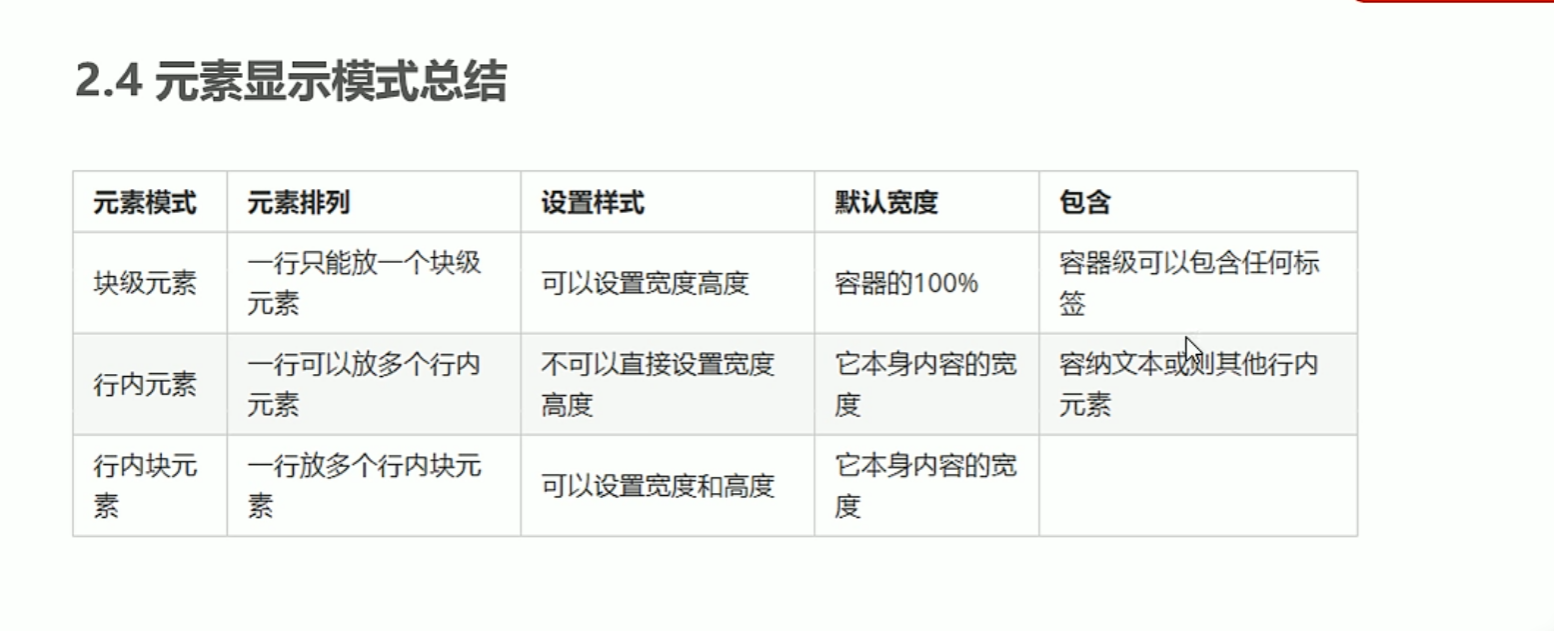 2.4 元素显示模式总结
元素模式 元素排列 设置样式 默认宽度 包含
块级元素 一行只能放一个块级元素 可以设置宽度高度 容器的100% 容器级可以包含任何标签
行内元素 一行可以放多个行内元素 不可以直接设置宽度高度 它本身内容的宽度 容纳文本或则其他行内元素
行内块元素 一行放多个行内块元素 可以设置宽度和高度 它本身内容的宽度